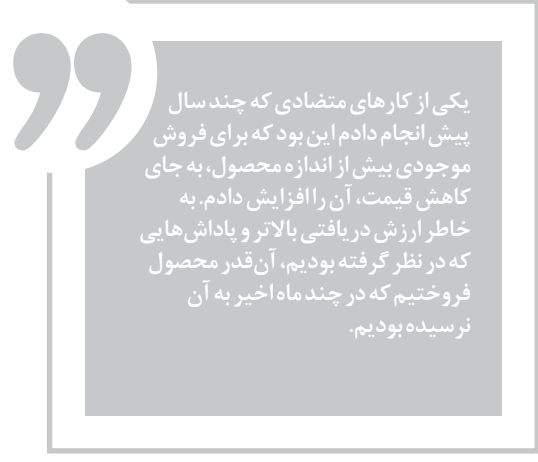 یکی از کارهای متضادی که چند سال
پیش انجام دادم این بود که برای فروش
موجودی بیش از اندازه محصول، به جای
کاهش قیمت، آن را افزایش دادم. به
خاطر ارزش دریافتی بالاتر و پاداش‌هایی
که در نظر گرفته بودیم، آن‌قدر محصول
فروختیم که در چند ماه اخیر به آن
نرسیده بودیم.